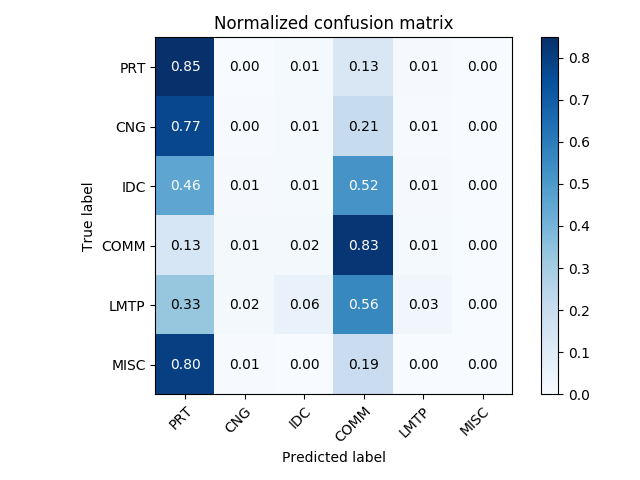 Normalized confusion matrix
PRT 0.85 0.00 0.01 0.13 0.01 0.00
CNG 0.77 0.00 0.01 0.21 0.01 0.00
IDC 0.46 0.01 0.01 0.52 0.01 0.00
COMM 0.13 0.01 0.02 0.83 0.01 0.00
LMTP 0.33 0.02 0.06 0.56 0.03 0.00
MISC 0.80 0.01 0.00 0.19 0.00 0.00
PRT CNG IDC COMM LMTP MISC
Predicted label
True label
0.8
0.7
0.6
0.5
0.4
0.3
0.2
0.1
0.0